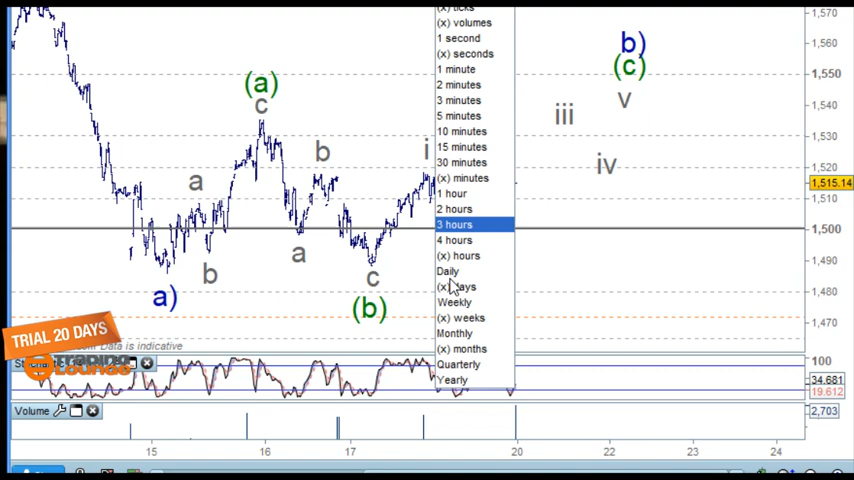 (x) ticks
(x) volumes
1 second
(x) seconds
1 minute
2 minutes
3 minutes
5 minutes
10 minutes
15 minutes
30 minutes
(x) minutes
1 hour
2 hours
3 hours
4 hours
(x) hours
Daily
(x) days
Weekly
(x) weeks
Monthly
(x) months
Quarterly
Yearly
b)
(c)
v
iii
iv
(a)
c
a
b
i
b
a
c
a)
(b)
1,570
1,560
1,550
1,540
1,530
1,520
1,515.14
1,510
1,500
1,490
1,480
1,470
TRIAL 20 DAYS
TRADING
LOUNGE
Data is indicative
100
34.681
19.612
Volume
2,703
15
16
17
20
22
23
24